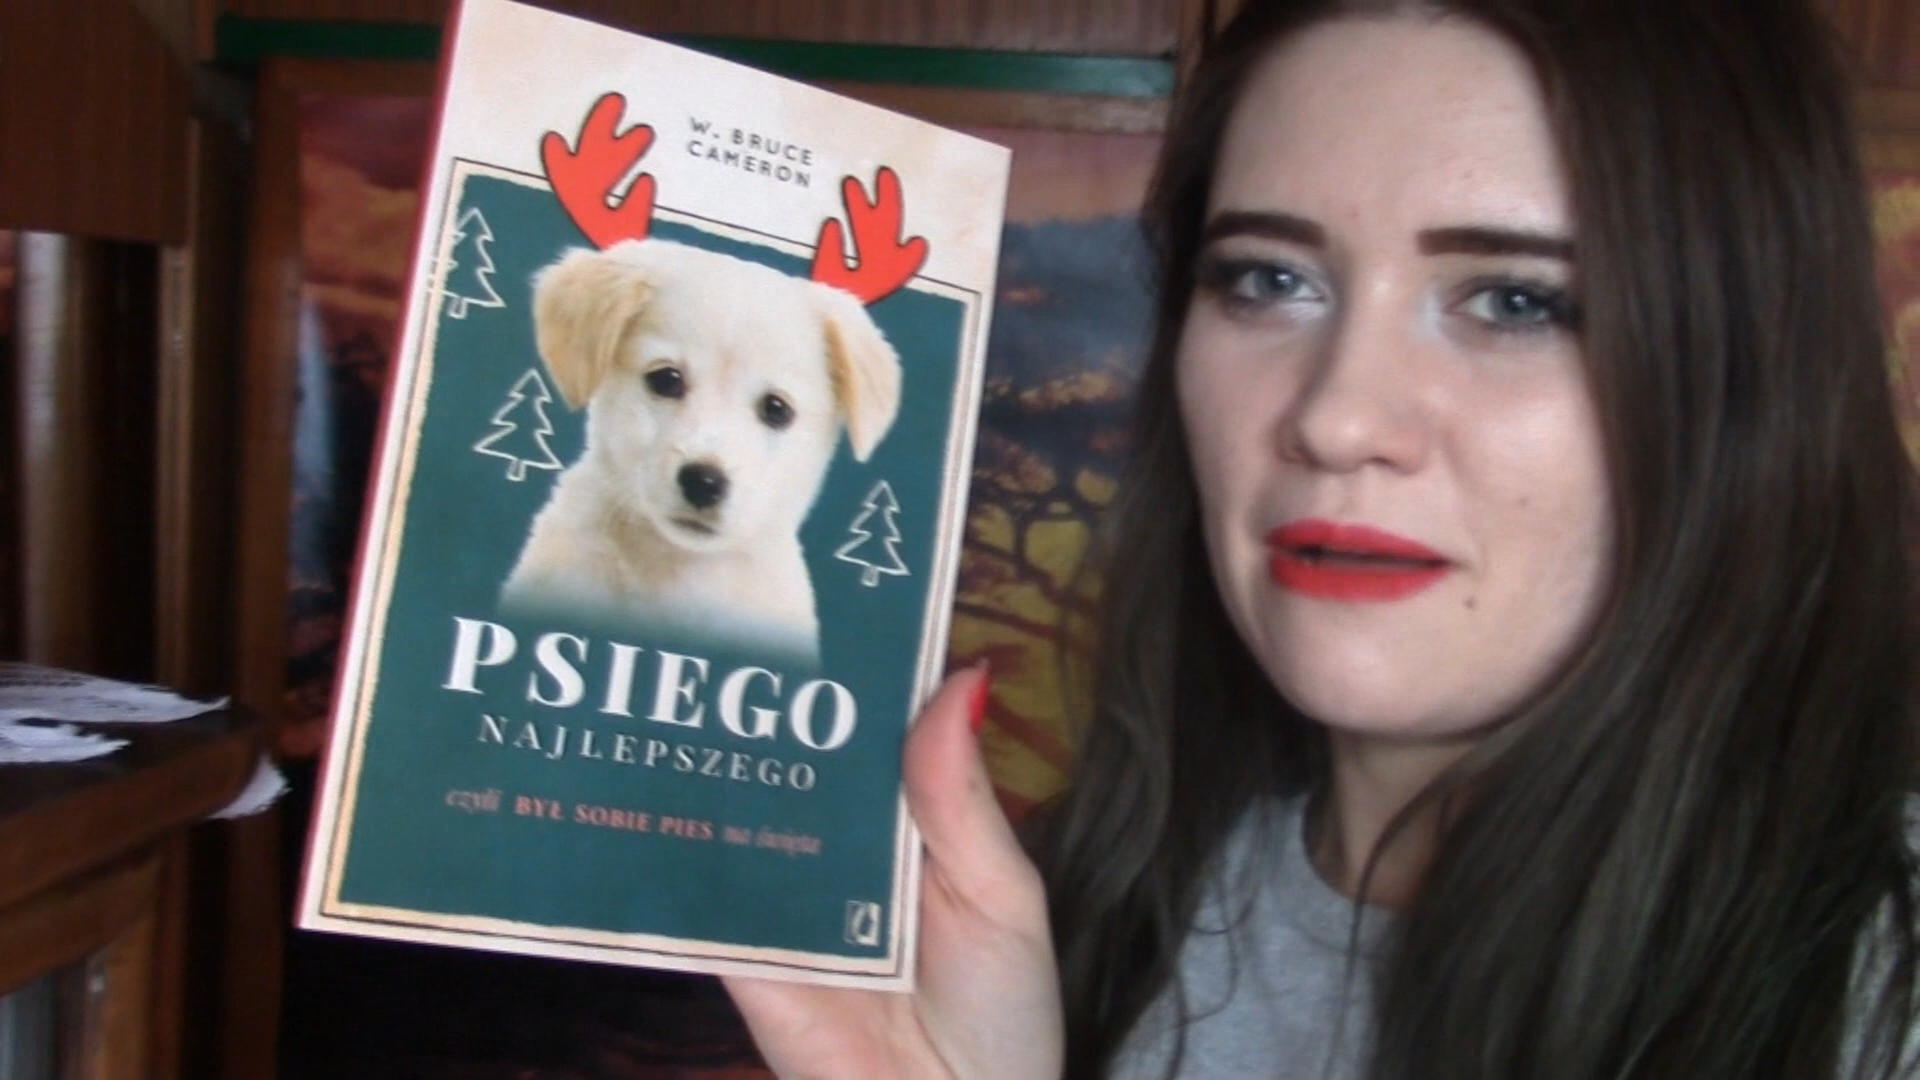 W. BRUCE
CAMERON
PSIEGO
NAJLEPSZEGO
czyli BYŁ SOBIE PIES na święta